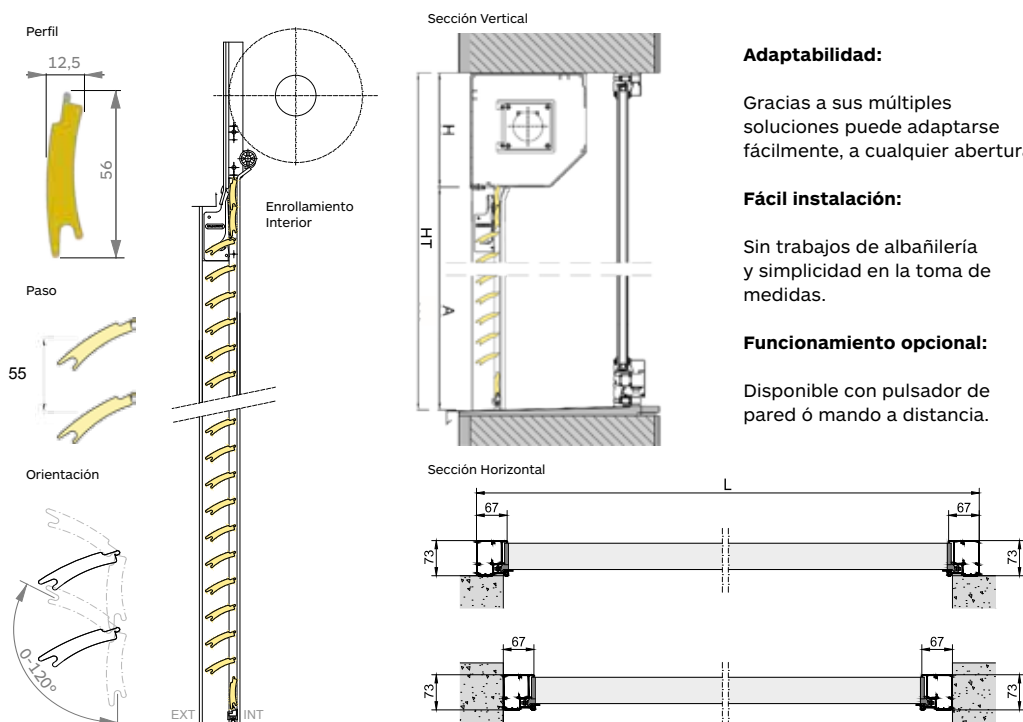 Perfil
12,5
56
Paso
55
Orientación
0-120°
Enrollamiento
Interior
EXT
INT
Sección Vertical
H
HT
A
Adaptabilidad:
Gracias a sus múltiples
soluciones puede adaptarse
fácilmente, a cualquier abertura
Fácil instalación:
Sin trabajos de albañilería
y simplicidad en la toma de
medidas.
Funcionamiento opcional:
Disponible con pulsador de
pared ó mando a distancia.
Sección Horizontal
L
67
67
73
73
67
67
73
73